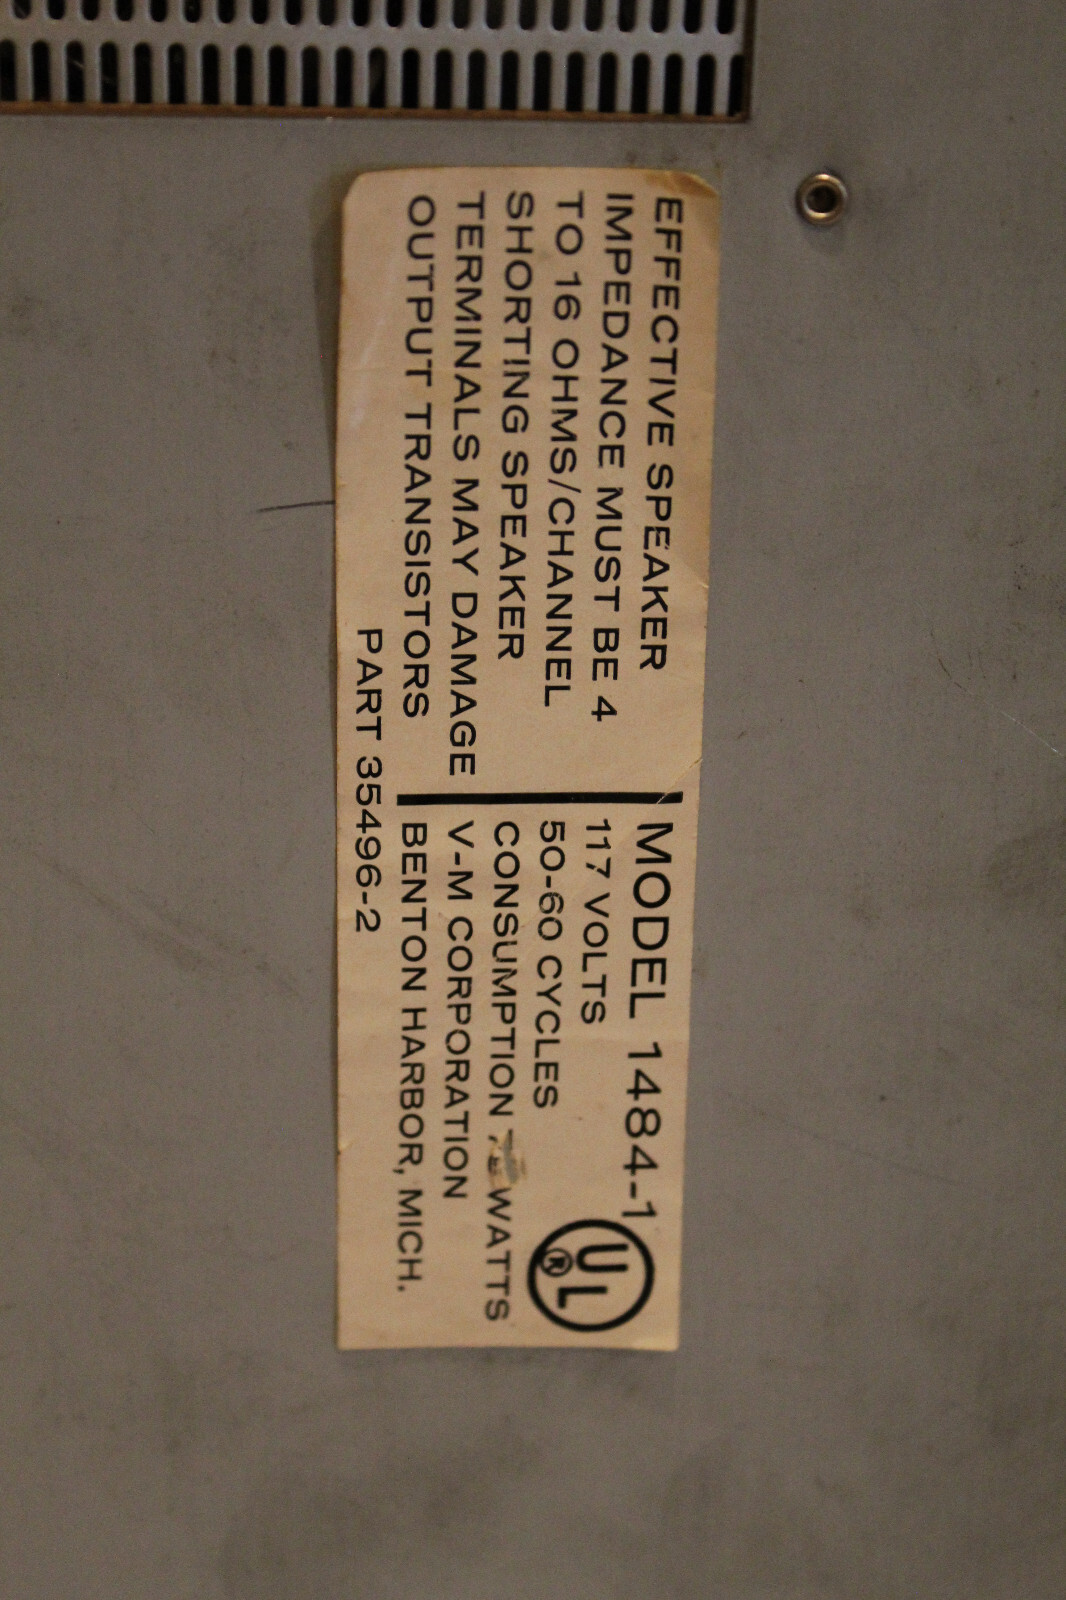 EFFECTIVE SPEAKER
IMPEDANCE MUST BE 4
TO 16 OHMS/CHANNEL
SHORTING SPEAKER
TERMINALS MAY DAMAGE
OUTPUT TRANSISTORS
MODEL 1484-1
117 VOLTS
50-60 CYCLES
CONSUMPTION WATTS
V-M CORPORATION
BENTON HARBOR, MICH.
UL
®
PART 35496-2